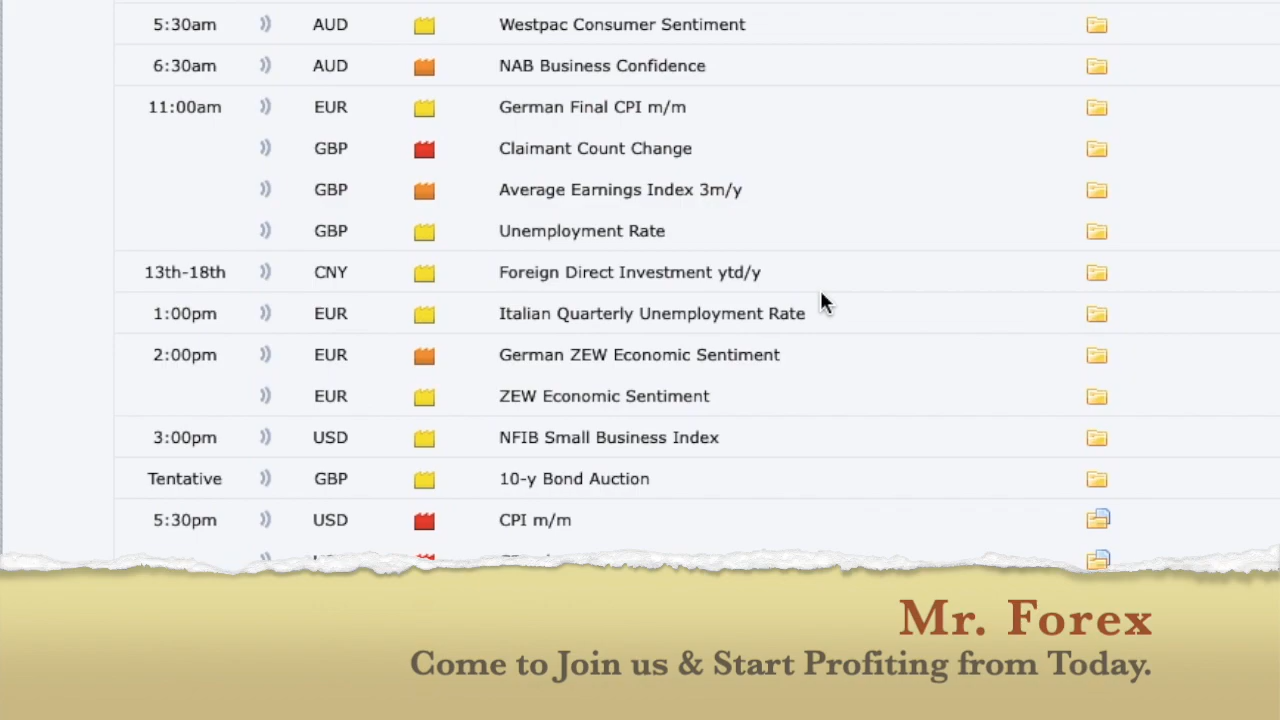 5:30am AUD Westpac Consumer Sentiment
6:30am AUD NAB Business Confidence
11:00am EUR German Final CPI m/m
GBP Claimant Count Change
GBP Average Earnings Index 3m/y
GBP Unemployment Rate
13th-18th CNY Foreign Direct Investment ytd/y
1:00pm EUR Italian Quarterly Unemployment Rate
2:00pm EUR German ZEW Economic Sentiment
EUR ZEW Economic Sentiment
3:00pm USD NFIB Small Business Index
Tentative GBP 10-y Bond Auction
5:30pm USD CPI m/m
Mr. Forex
Come to Join us & Start Profiting from Today.